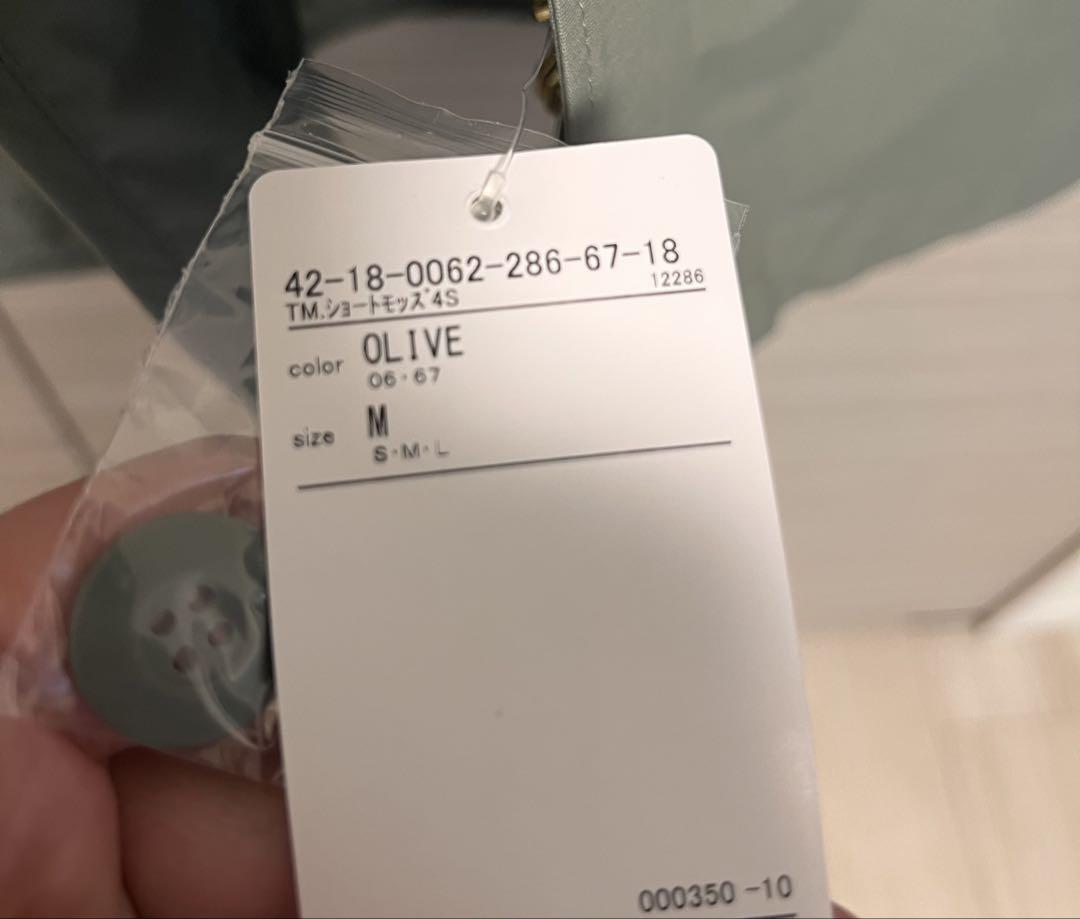 42-18-0062-286-67-18
TM.ｼｮｰﾄﾓｯｽﾞ4S 12286
color OLIVE
06・67
size M
S・M・L
000350 -10